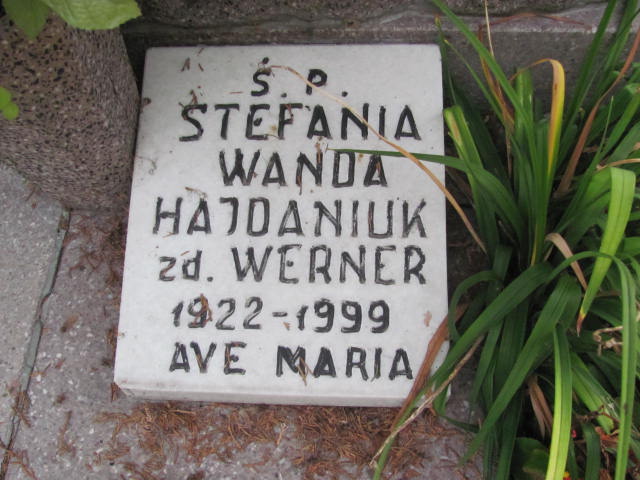 Ś. P.
STEFANIA
WANDA
HAJDANIUK
zd. WERNER
1922-1999
AVE MARIA